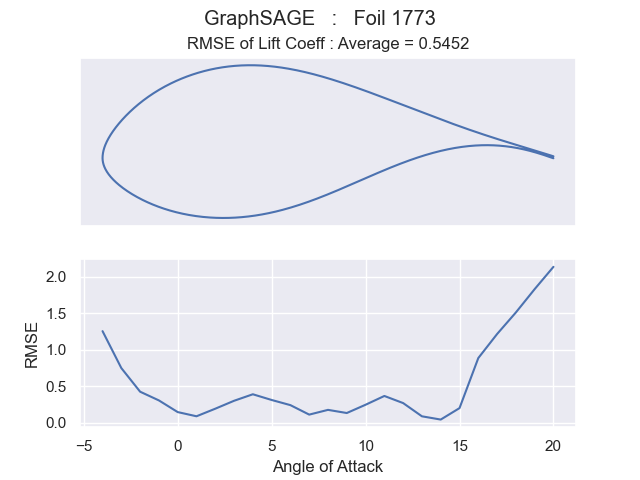 GraphSAGE : Foil 1773
RMSE of Lift Coeff : Average = 0.5452
2.0
1.5
1.0
0.5
0.0
RMSE
−5 0 5 10 15 20
Angle of Attack